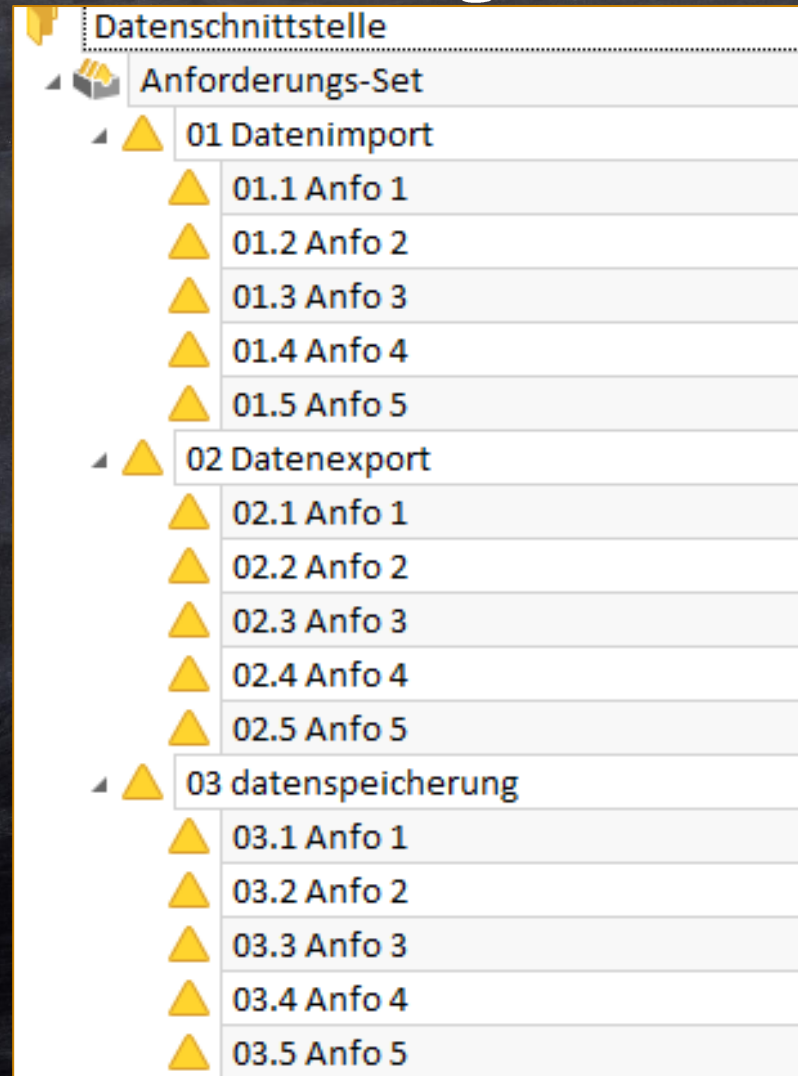 Datenschnittstelle
Anforderungs-Set
01 Datenimport
01.1 Anfo 1
01.2 Anfo 2
01.3 Anfo 3
01.4 Anfo 4
01.5 Anfo 5
02 Datenexport
02.1 Anfo 1
02.2 Anfo 2
02.3 Anfo 3
02.4 Anfo 4
02.5 Anfo 5
03 datenspeicherung
03.1 Anfo 1
03.2 Anfo 2
03.3 Anfo 3
03.4 Anfo 4
03.5 Anfo 5